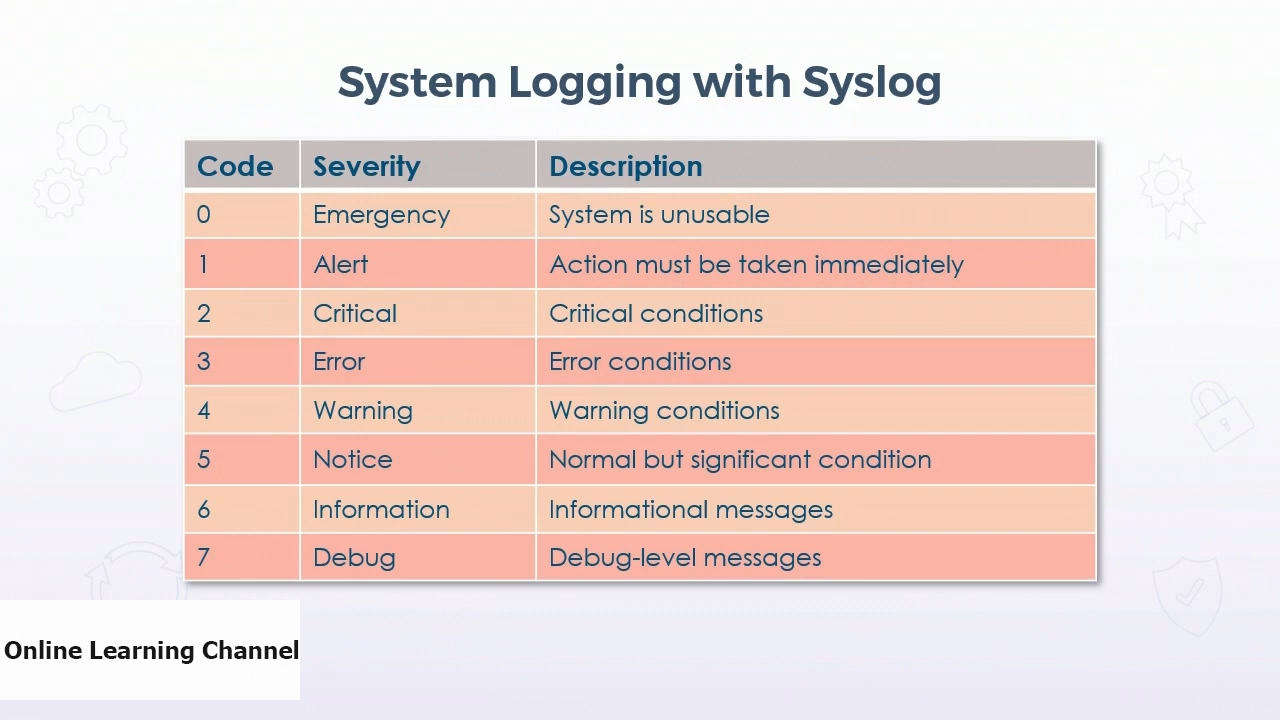 System Logging with Syslog
Code Severity Description
0 Emergency System is unusable
1 Alert Action must be taken immediately
2 Critical Critical conditions
3 Error Error conditions
4 Warning Warning conditions
5 Notice Normal but significant condition
6 Information Informational messages
7 Debug Debug-level messages
Online Learning Channel